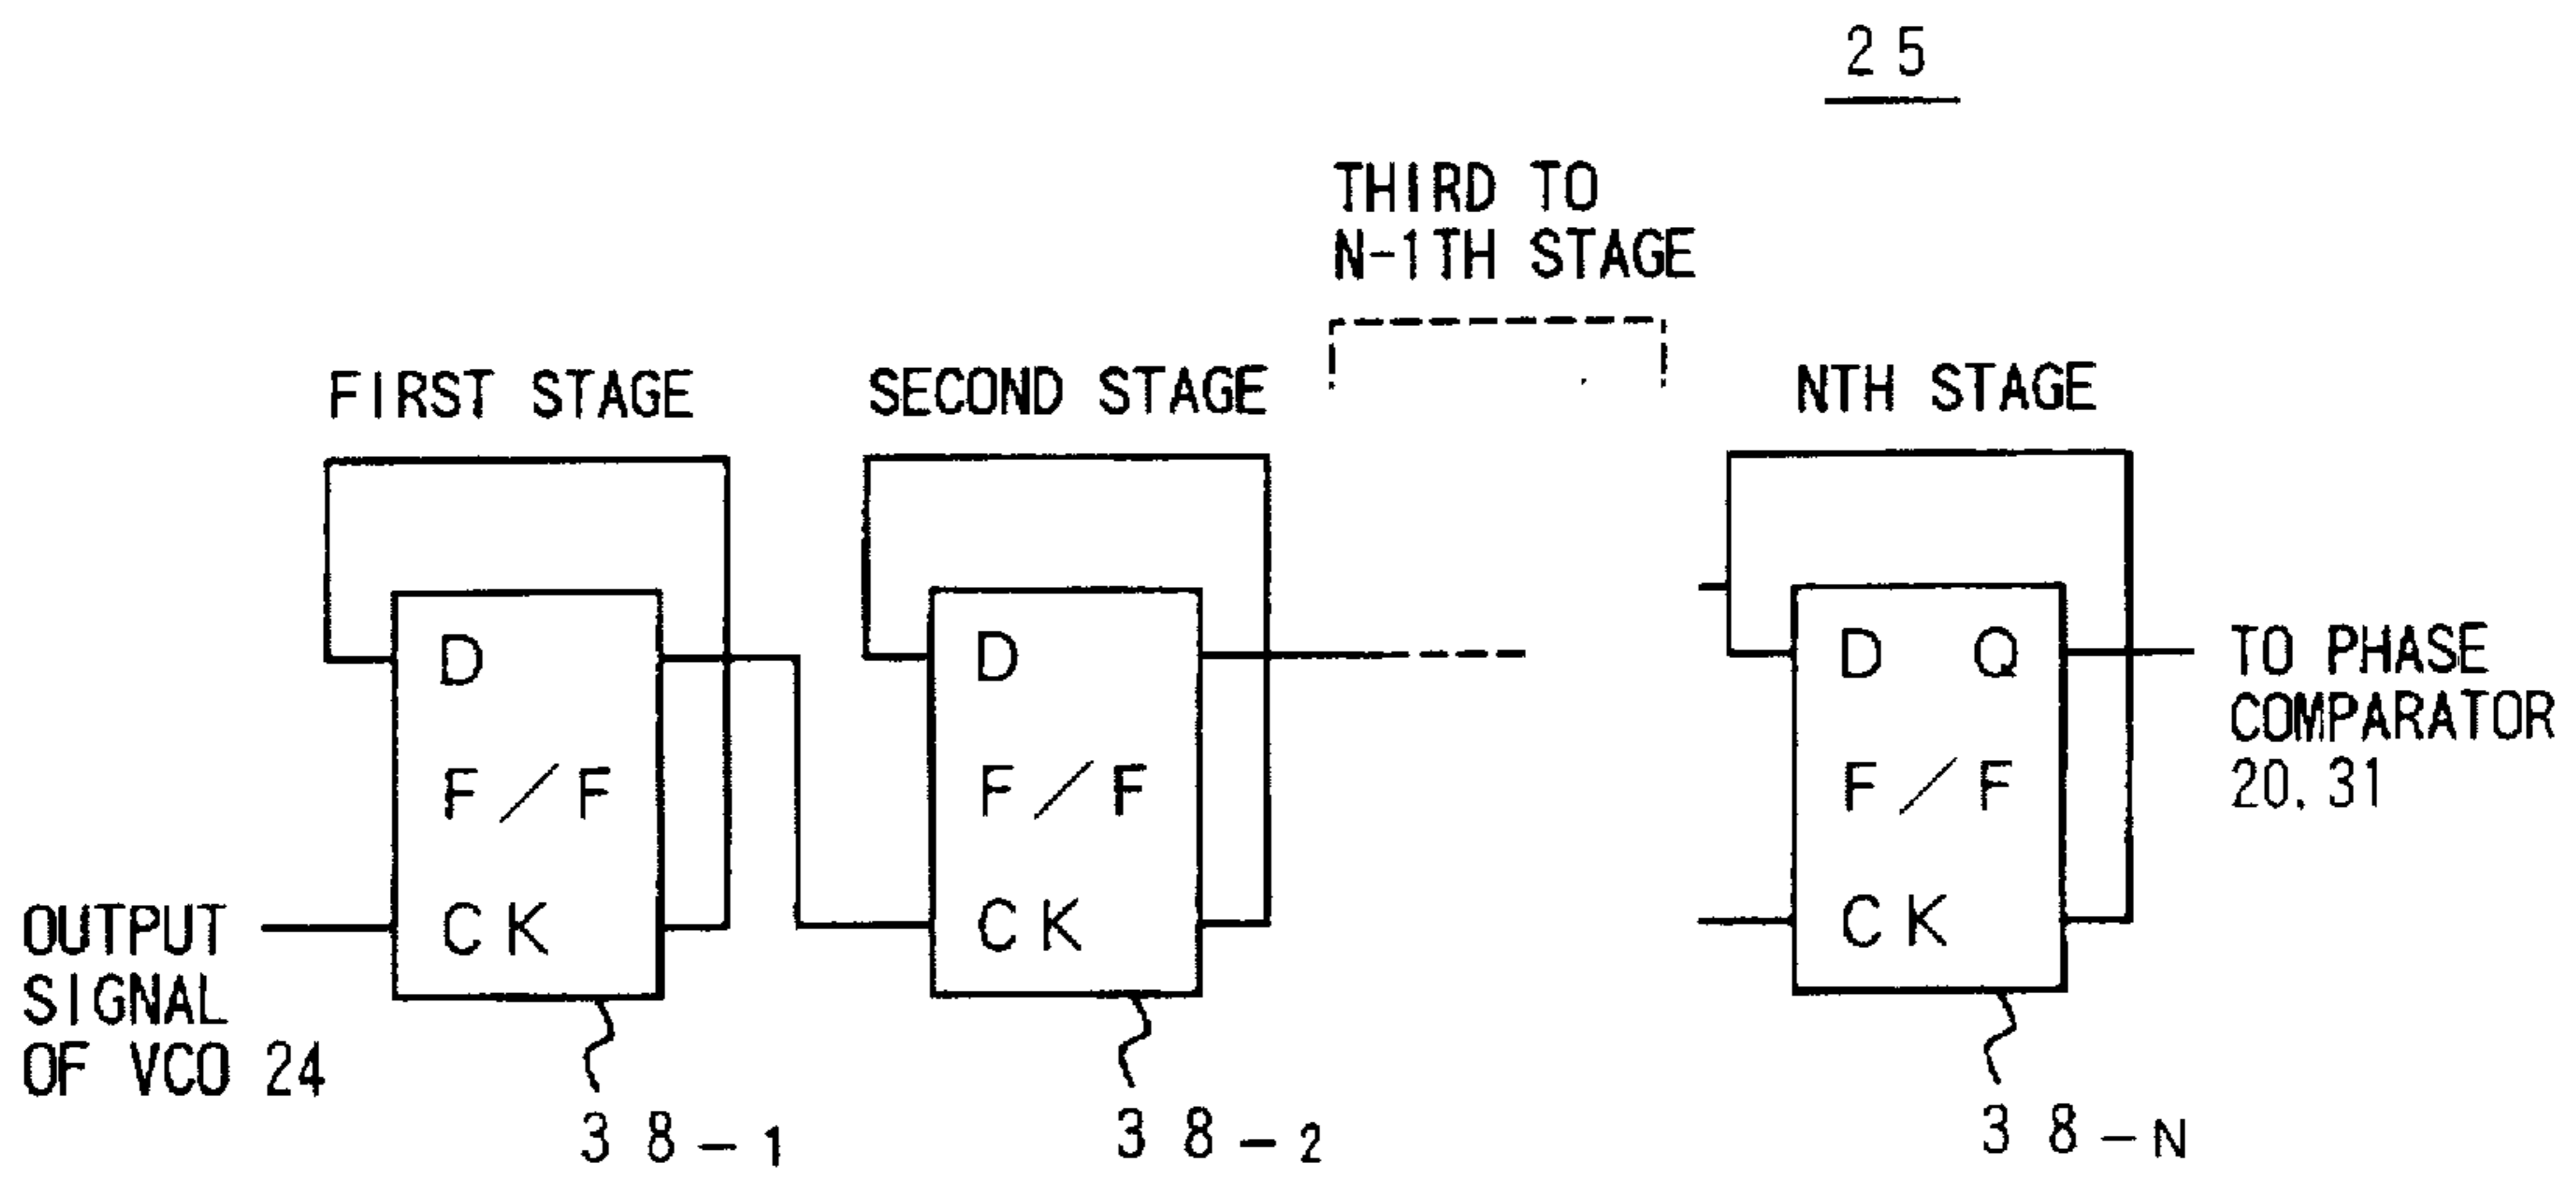 25
THIRD TO
N-1TH STAGE
FIRST STAGE
SECOND STAGE
NTH STAGE
D
F/F
CK
D
F/F
CK
D Q
F/F
CK
OUTPUT
SIGNAL
OF VCO 24
TO PHASE
COMPARATOR
20, 31
38-1
38-2
38-N